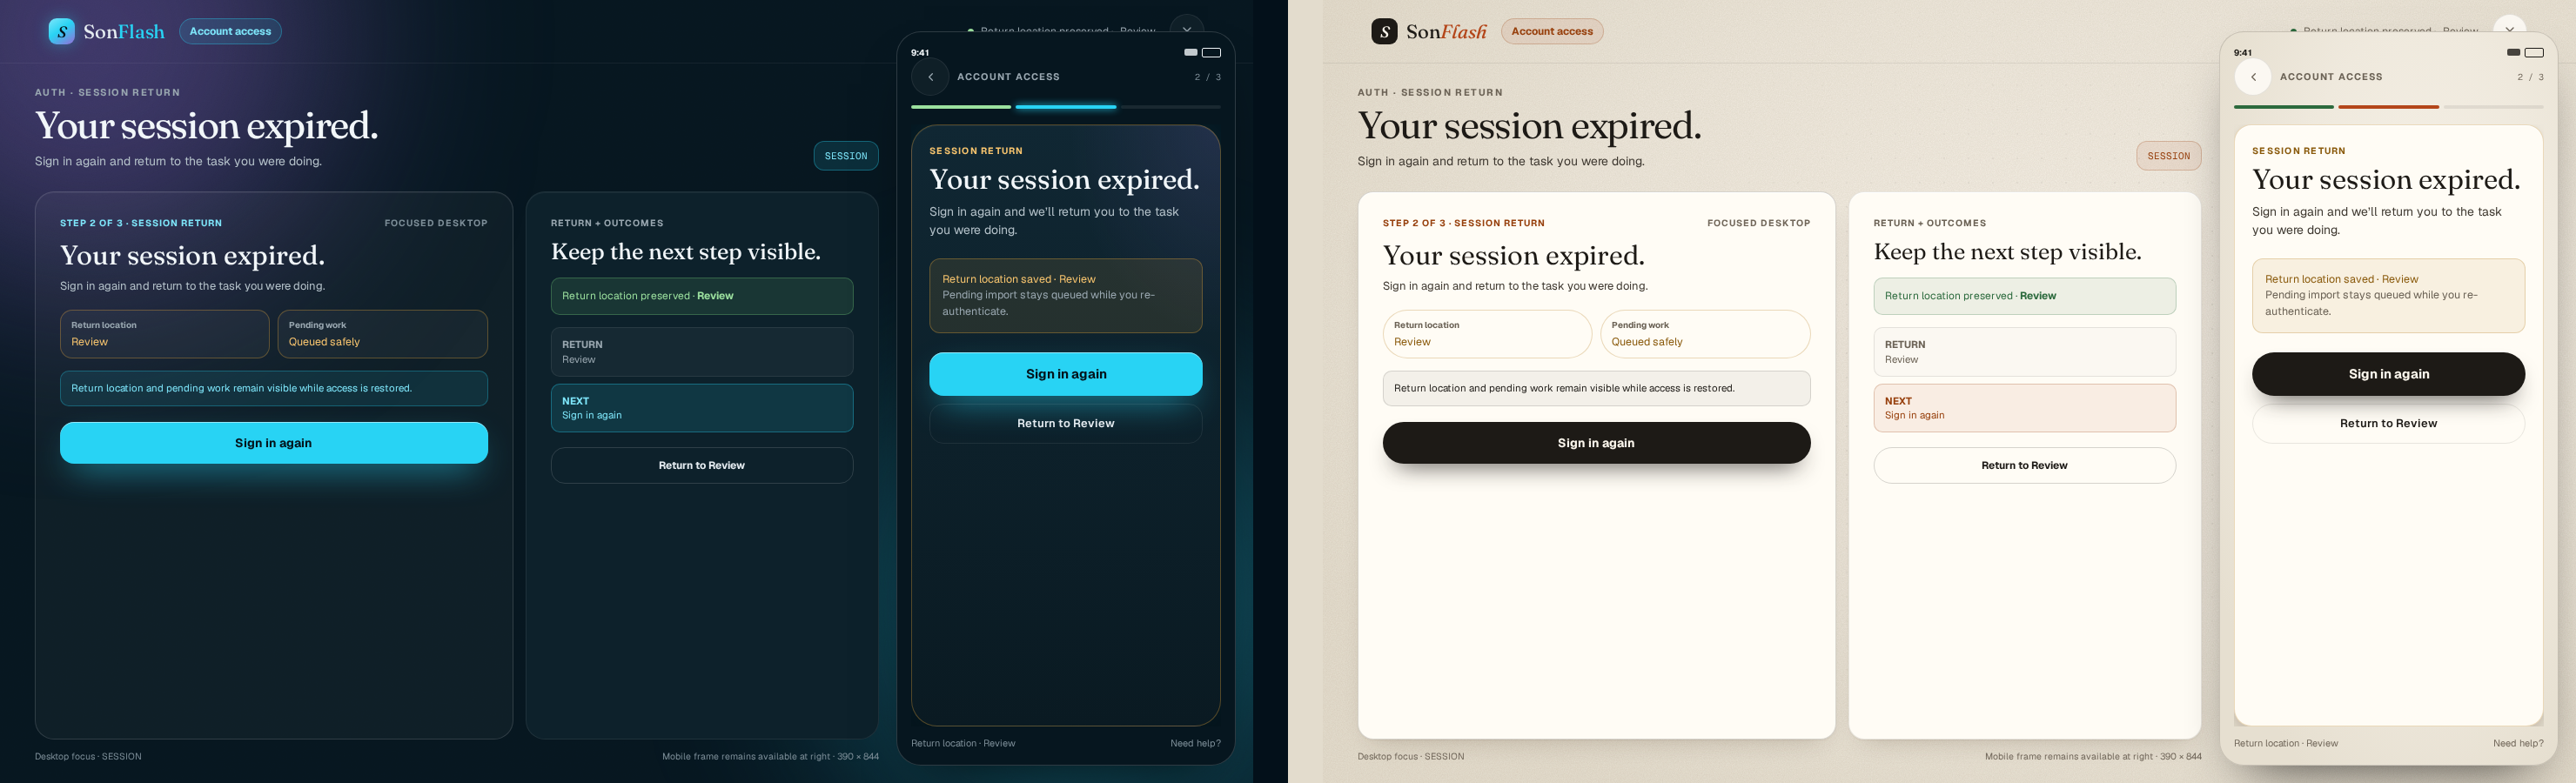 S SonFlash Account access
Return location preserved · Review
AUTH · SESSION RETURN
Your session expired.
Sign in again and return to the task you were doing.
SESSION
STEP 2 OF 3 · SESSION RETURN
FOCUSED DESKTOP
Your session expired.
Sign in again and return to the task you were doing.
Return location
Review
Pending work
Queued safely
Return location and pending work remain visible while access is restored.
Sign in again
RETURN + OUTCOMES
Keep the next step visible.
Return location preserved · Review
RETURN
Review
NEXT
Sign in again
Return to Review
Desktop focus · SESSION
Mobile frame remains available at right · 390 × 844
9:41
ACCOUNT ACCESS
2 / 3
SESSION RETURN
Your session expired.
Sign in again and we'll return you to the task
you were doing.
Return location saved · Review
Pending import stays queued while you re-
authenticate.
Sign in again
Return to Review
Return location · Review
Need help?
S SonFlash Account access
Return location preserved · Review
AUTH · SESSION RETURN
Your session expired.
Sign in again and return to the task you were doing.
SESSION
STEP 2 OF 3 · SESSION RETURN
FOCUSED DESKTOP
Your session expired.
Sign in again and return to the task you were doing.
Return location
Review
Pending work
Queued safely
Return location and pending work remain visible while access is restored.
Sign in again
RETURN + OUTCOMES
Keep the next step visible.
Return location preserved · Review
RETURN
Review
NEXT
Sign in again
Return to Review
Desktop focus · SESSION
Mobile frame remains available at right · 390 × 844
9:41
ACCOUNT ACCESS
2 / 3
SESSION RETURN
Your session expired.
Sign in again and we'll return you to the task
you were doing.
Return location saved · Review
Pending import stays queued while you re-
authenticate.
Sign in again
Return to Review
Return location · Review
Need help?